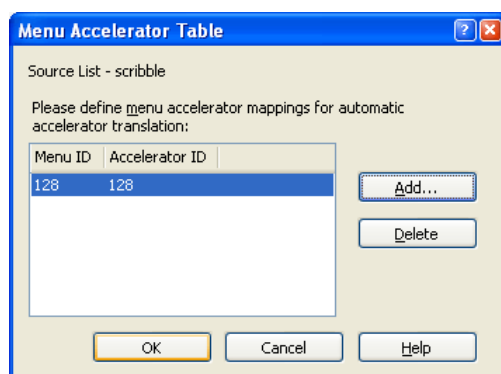 Menu Accelerator Table
Source List - scribble
Please define menu accelerator mappings for automatic
accelerator translation:
Menu ID Accelerator ID
128 128
Add...
Delete
OK Cancel Help